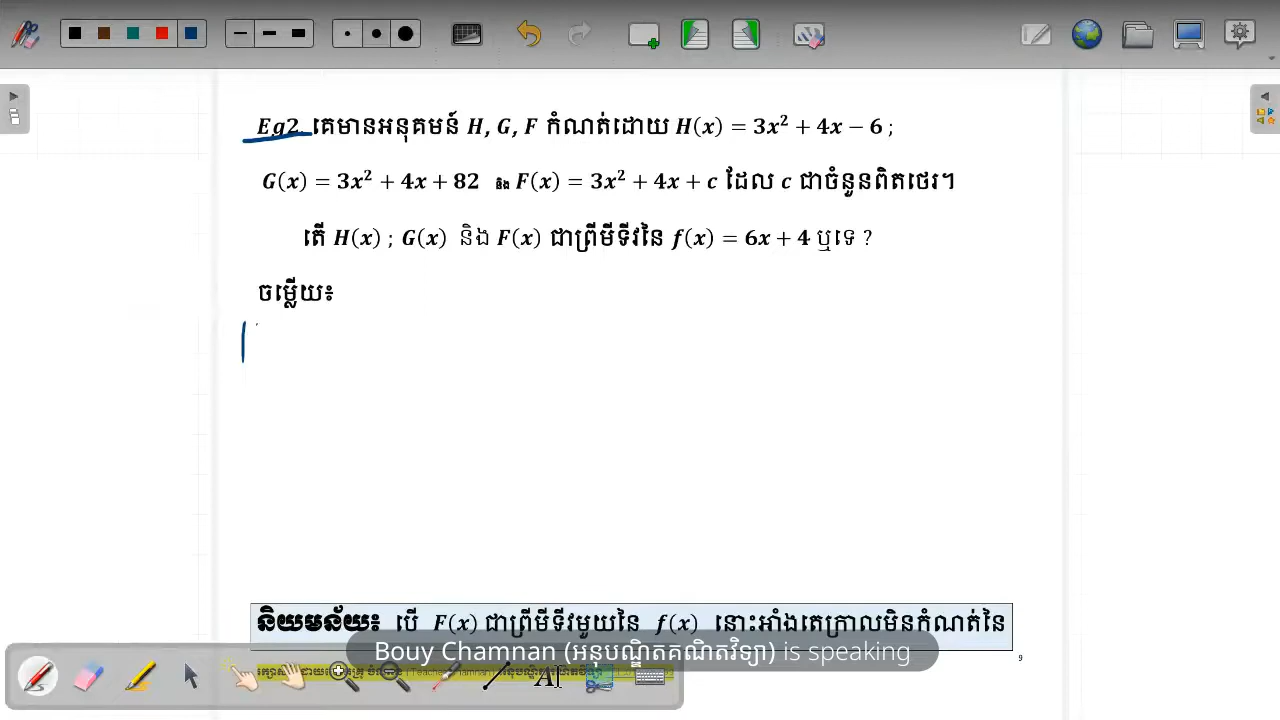 Eg2. គេមានអនុគមន៍ H, G, F កំណត់ដោយ H(x) = 3x² + 4x − 6 ;
G(x) = 3x² + 4x + 82 និង F(x) = 3x² + 4x + c ដែល c ជាចំនួនពិតថេរ។
តើ H(x) ; G(x) និង F(x) ជាព្រីមីទីវនៃ f(x) = 6x + 4 ឬទេ ?
ចម្លើយ៖
និយមន័យ៖ បើ F(x) ជាព្រីមីទីវមួយនៃ f(x) នោះអាំងតេក្រាលមិនកំណត់នៃ
Bouy Chamnan (អនុបណ្ឌិតគណិតវិទ្យា) is speaking
9